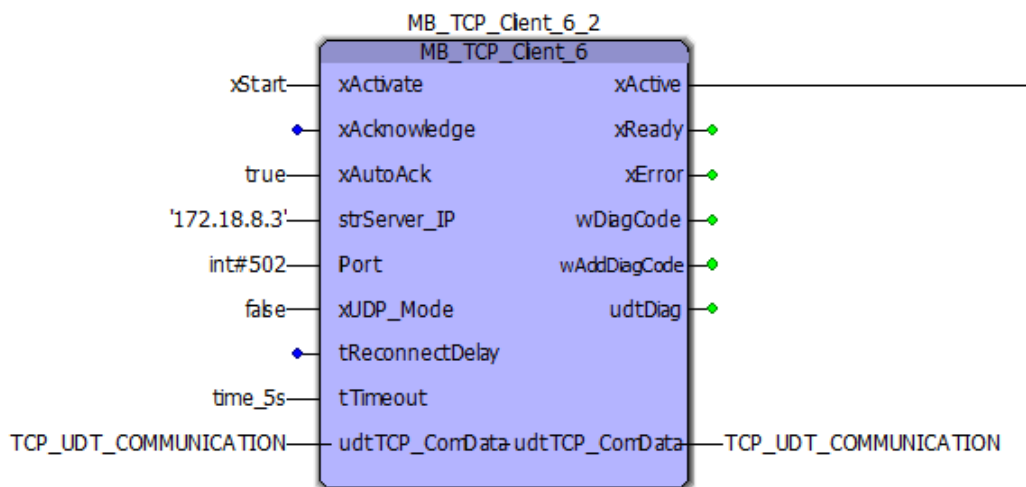 MB_TCP_Client_6_2
MB_TCP_Client_6
xStart xActivate xActive
xAcknowledge xReady
true xAutoAck xError
'172.18.8.3' strServer_IP wDiagCode
int#502 Port wAddDiagCode
false xUDP_Mode udtDiag
tReconnectDelay
time_5s tTimeout
TCP_UDT_COMMUNICATION udtTCP_ComData udtTCP_ComData TCP_UDT_COMMUNICATION